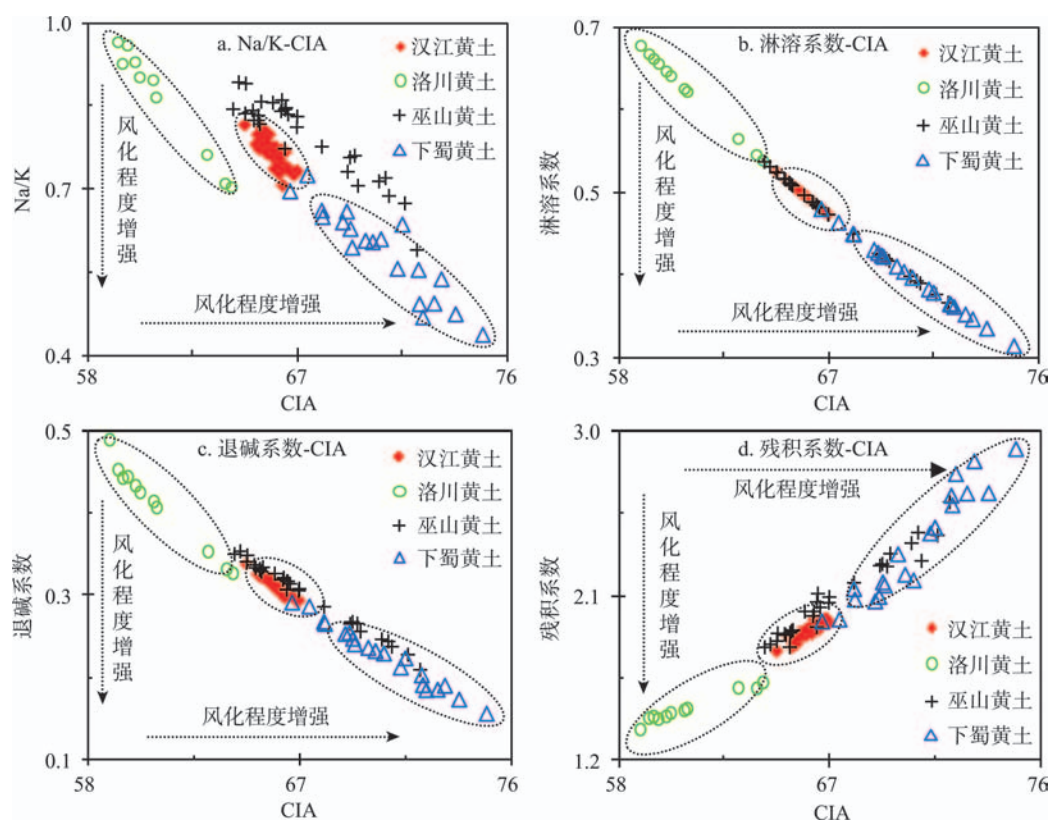 a. Na/K-CIA
汉江黄土
洛川黄土
巫山黄土
下蜀黄土
风化程度增强
风化程度增强
Na/K
1.0
0.7
0.4
58
67
76
CIA
b. 淋溶系数-CIA
汉江黄土
洛川黄土
巫山黄土
下蜀黄土
风化程度增强
风化程度增强
淋溶系数
0.7
0.5
0.3
58
67
76
CIA
c. 退碱系数-CIA
汉江黄土
洛川黄土
巫山黄土
下蜀黄土
风化程度增强
风化程度增强
退碱系数
0.5
0.3
0.1
58
67
76
CIA
d. 残积系数-CIA
风化程度增强
风化程度增强
汉江黄土
洛川黄土
巫山黄土
下蜀黄土
残积系数
3.0
2.1
1.2
58
67
76
CIA